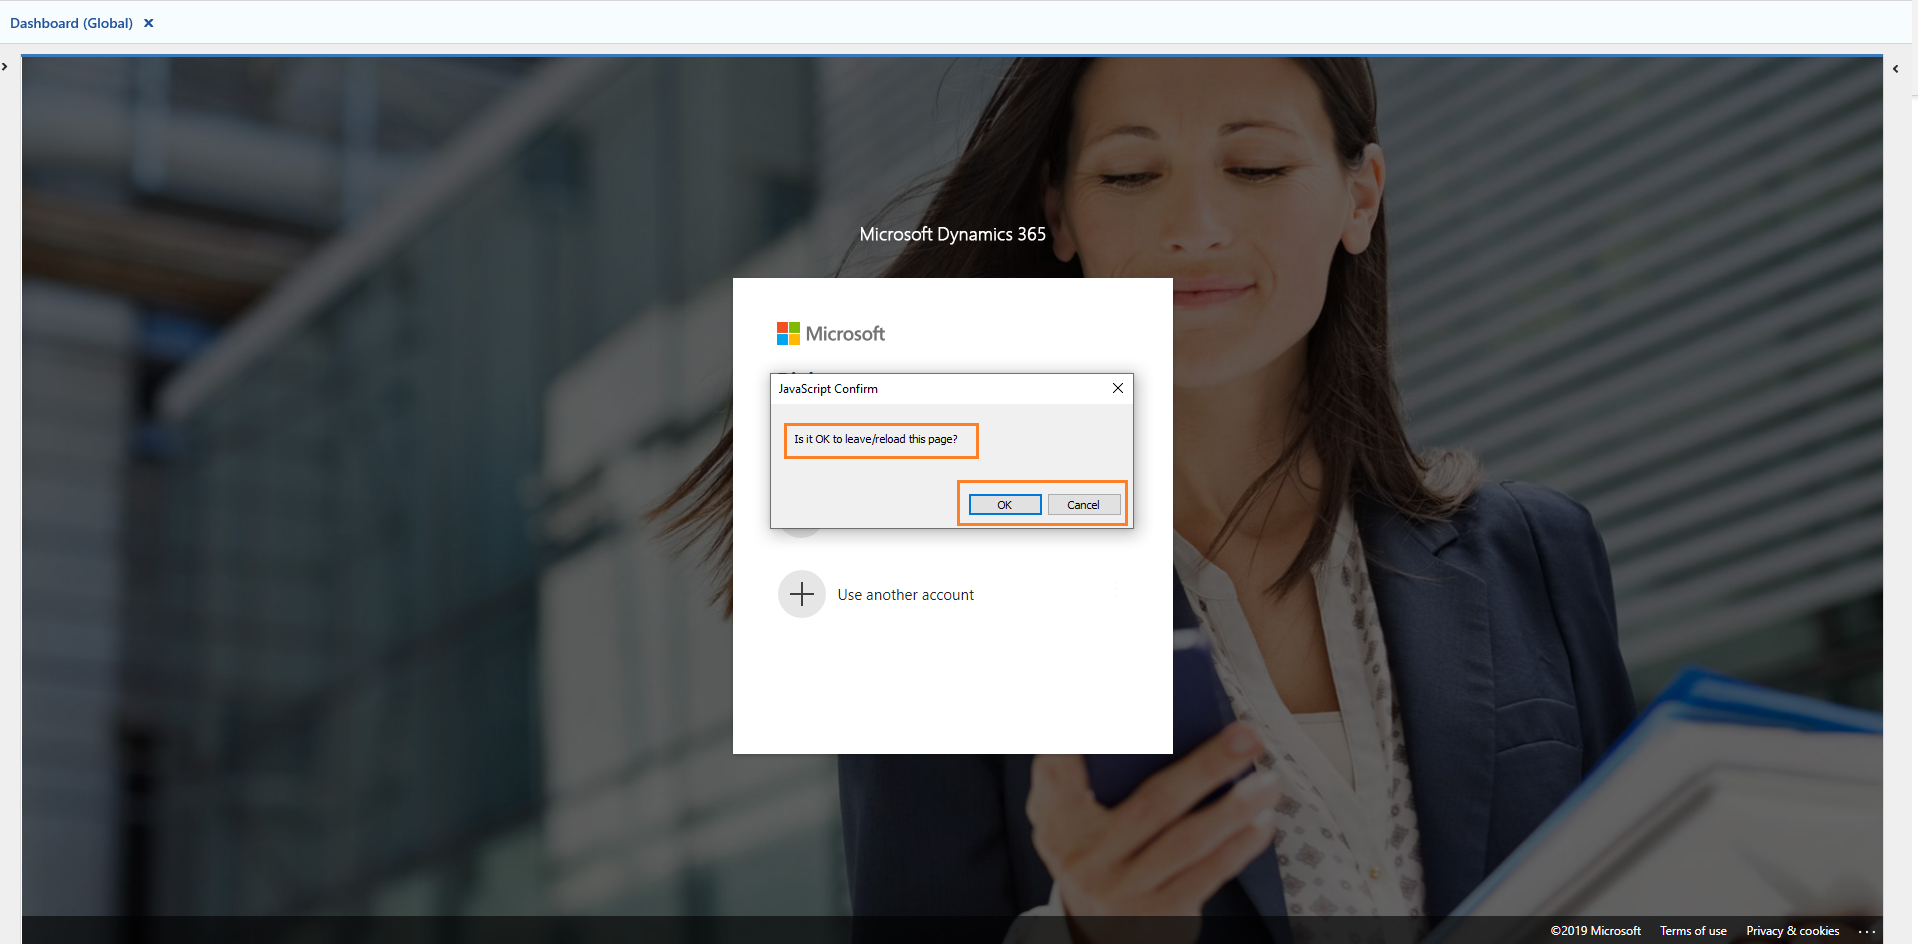 Dashboard (Global)
Microsoft Dynamics 365
Microsoft
JavaScript Confirm
Is it OK to leave/reload this page?
OK Cancel
Use another account
©2019 Microsoft Terms of use Privacy & cookies ...